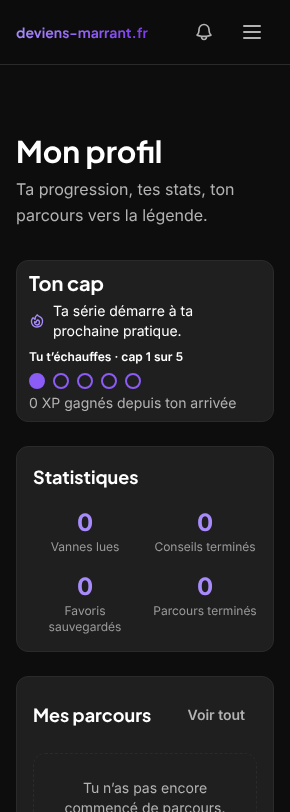 deviens-marrant.fr
Mon profil
Ta progression, tes stats, ton
parcours vers la légende.
Ton cap
Ta série démarre à ta
prochaine pratique.
Tu t’échauffes · cap 1 sur 5
0 XP gagnés depuis ton arrivée
Statistiques
0
Vannes lues
0
Conseils terminés
0
Favoris
sauvegardés
0
Parcours terminés
Mes parcours
Voir tout
Tu n’as pas encore
commencé de parcours.